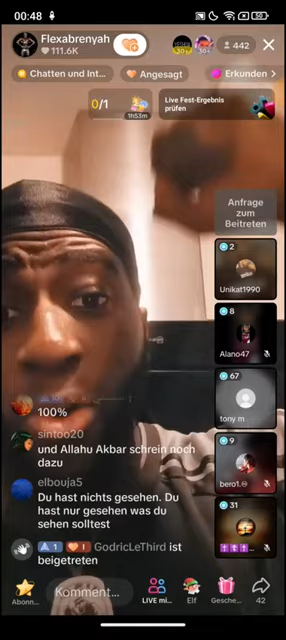 00:48
50
Flexabrenyah
111.6K
442
Chatten und Int...
Angesagt
Erkunden >
0/1
1h53m
Live Fest-Ergebnis
prüfen
Anfrage
zum
Beitreten
2
Unikat1990
8
Alano47
67
tony m
9
bero1.♾
31
100%
sintoo20
und Allahu Akbar schrein noch
dazu
elbouja5
Du hast nichts gesehen. Du
hast nur gesehen was du
sehen solltest
1 1 GodricLeThird ist
beigetreten
Abonn...
Komment...
LIVE mi...
Elf
Gesche...
42